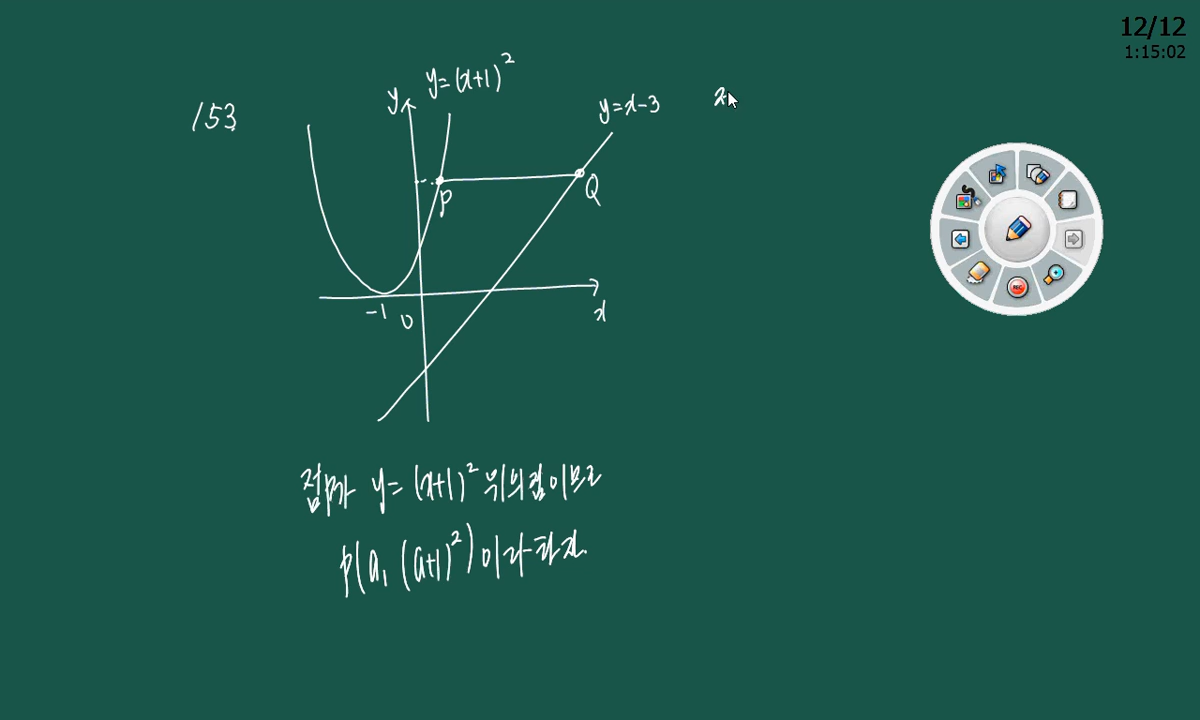 12/12
1:15:02
153
y
y=(x+1)²
y=x-3
P
Q
-1
0
x
점P가 y=(x+1)² 위의 점이므로
P(a, (a+1)²)이라 하자.
REC